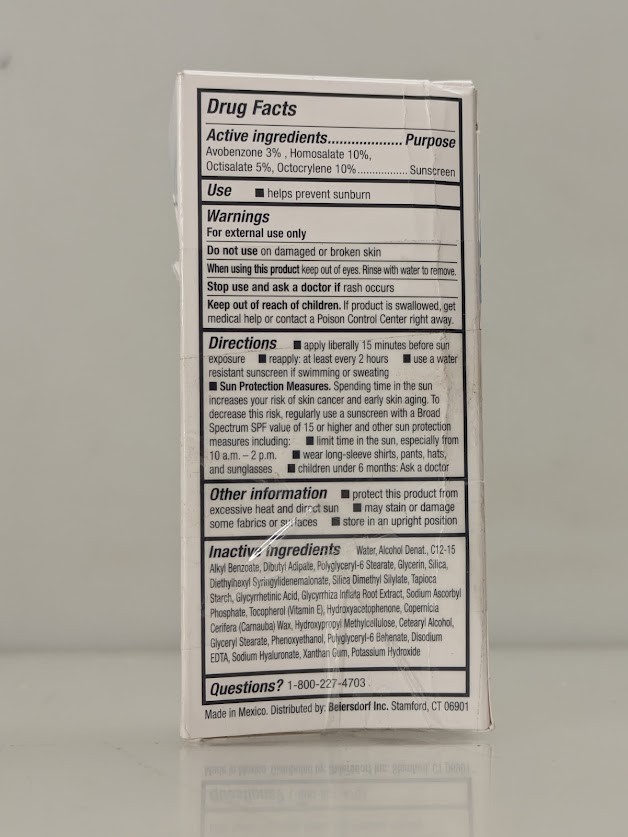 Drug Facts
Active ingredients................... Purpose
Avobenzone 3% , Homosalate 10%,
Octisalate 5%, Octocrylene 10%................ Sunscreen
Use ■ helps prevent sunburn
Warnings
For external use only
Do not use on damaged or broken skin
When using this product keep out of eyes. Rinse with water to remove.
Stop use and ask a doctor if rash occurs
Keep out of reach of children. If product is swallowed, get
medical help or contact a Poison Control Center right away.
Directions ■ apply liberally 15 minutes before sun
exposure ■ reapply: at least every 2 hours ■ use a water
resistant sunscreen if swimming or sweating
■ Sun Protection Measures. Spending time in the sun
increases your risk of skin cancer and early skin aging. To
decrease this risk, regularly use a sunscreen with a Broad
Spectrum SPF value of 15 or higher and other sun protection
measures including: ■ limit time in the sun, especially from
10 a.m. – 2 p.m. ■ wear long-sleeve shirts, pants, hats,
and sunglasses ■ children under 6 months: Ask a doctor
Other information ■ protect this product from
excessive heat and direct sun ■ may stain or damage
some fabrics or surfaces ■ store in an upright position
Inactive ingredients Water, Alcohol Denat., C12-15
Alkyl Benzoate, Dibutyl Adipate, Polyglyceryl-6 Stearate, Glycerin, Silica,
Diethylhexyl Syringylidenemalonate, Silica Dimethyl Silylate, Tapioca
Starch, Glycyrrhetinic Acid, Glycyrrhiza Inflata Root Extract, Sodium Ascorbyl
Phosphate, Tocopherol (Vitamin E), Hydroxyacetophenone, Copernicia
Cerifera (Carnauba) Wax, Hydroxypropyl Methylcellulose, Cetearyl Alcohol,
Glyceryl Stearate, Phenoxyethanol, Polyglyceryl-6 Behenate, Disodium
EDTA, Sodium Hyaluronate, Xanthan Gum, Potassium Hydroxide
Questions? 1-800-227-4703
Made in Mexico. Distributed by: Beiersdorf Inc. Stamford, CT 06901